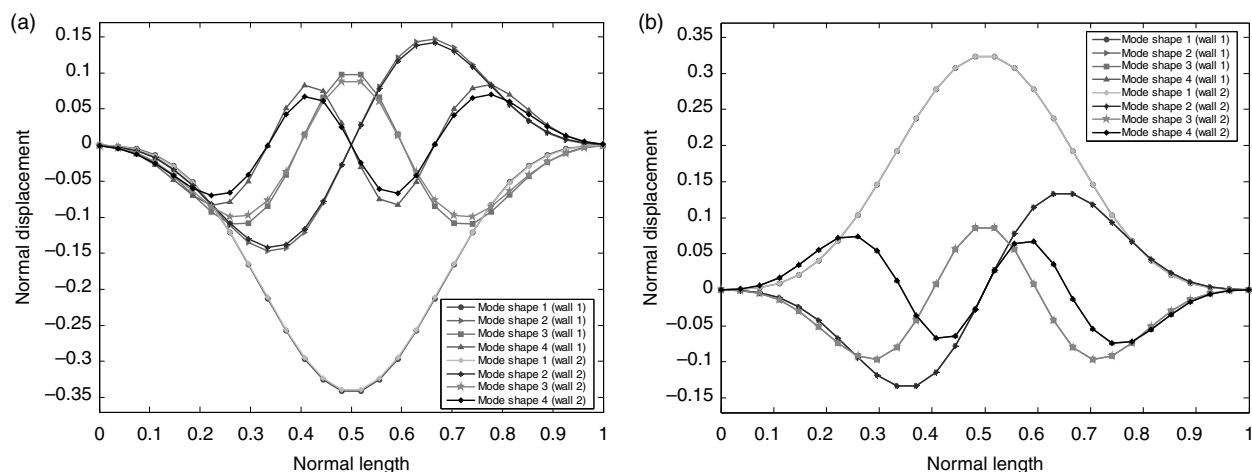 (a)
0.15
0.1
0.05
0
−0.05
−0.1
−0.15
−0.2
−0.25
−0.3
−0.35
Normal displacement
Mode shape 1 (wall 1)
Mode shape 2 (wall 1)
Mode shape 3 (wall 1)
Mode shape 4 (wall 1)
Mode shape 1 (wall 2)
Mode shape 2 (wall 2)
Mode shape 3 (wall 2)
Mode shape 4 (wall 2)
0 0.1 0.2 0.3 0.4 0.5 0.6 0.7 0.8 0.9 1
Normal length
(b)
0.35
0.3
0.25
0.2
0.15
0.1
0.05
0
−0.05
−0.1
−0.15
Normal displacement
Mode shape 1 (wall 1)
Mode shape 2 (wall 1)
Mode shape 3 (wall 1)
Mode shape 4 (wall 1)
Mode shape 1 (wall 2)
Mode shape 2 (wall 2)
Mode shape 3 (wall 2)
Mode shape 4 (wall 2)
0 0.1 0.2 0.3 0.4 0.5 0.6 0.7 0.8 0.9 1
Normal length